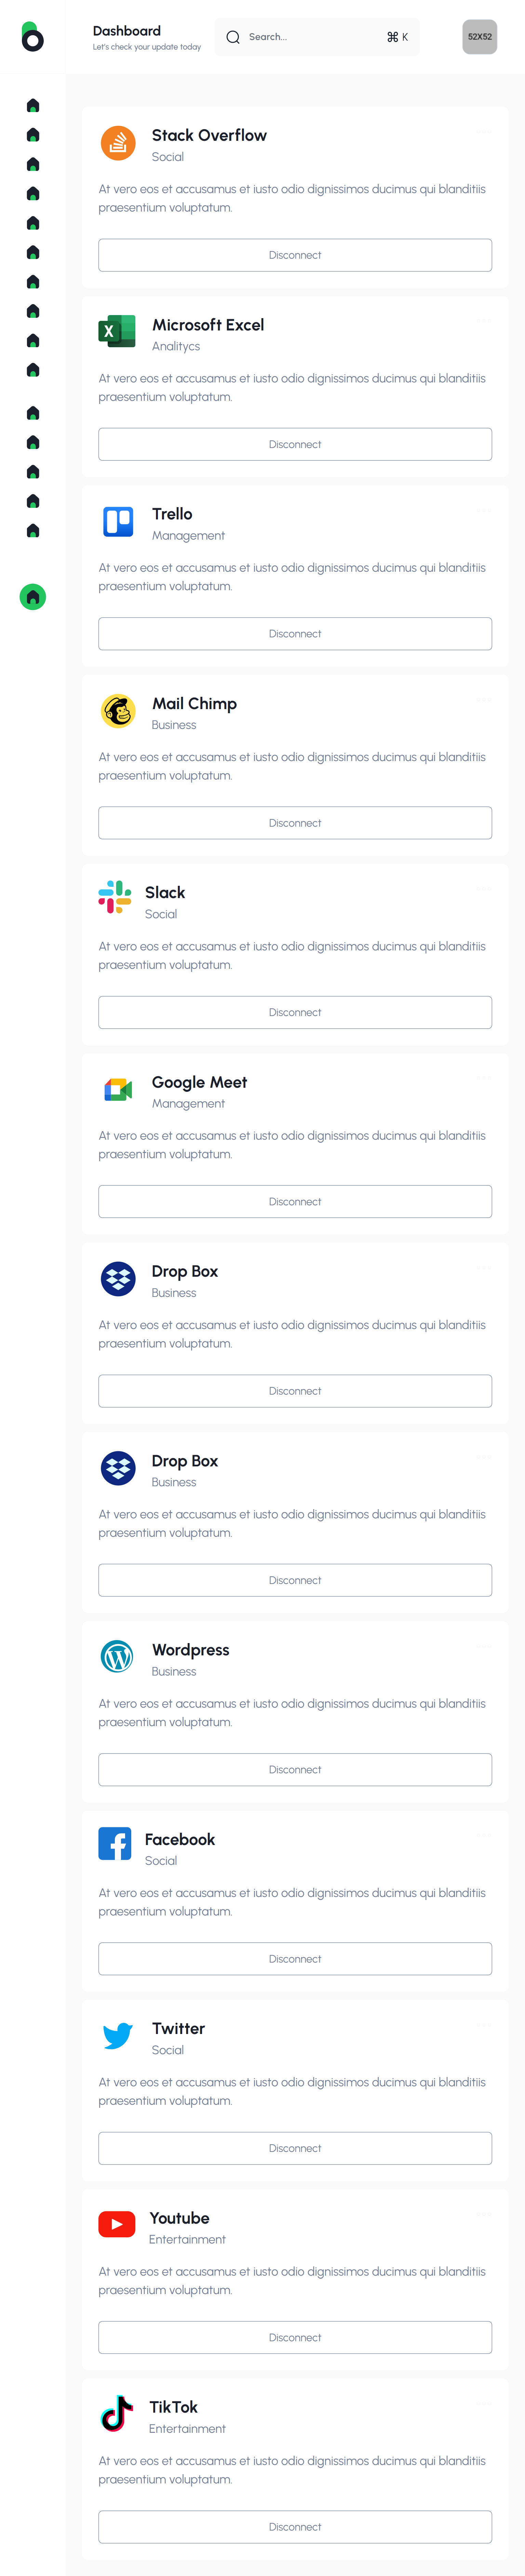 Dashboard
Let's check your update today
Search...
⌘ K
52X52
Stack Overflow
Social
At vero eos et accusamus et iusto odio dignissimos ducimus qui blanditiis
praesentium voluptatum.
Disconnect
X
Microsoft Excel
Analitycs
At vero eos et accusamus et iusto odio dignissimos ducimus qui blanditiis
praesentium voluptatum.
Disconnect
Trello
Management
At vero eos et accusamus et iusto odio dignissimos ducimus qui blanditiis
praesentium voluptatum.
Disconnect
Mail Chimp
Business
At vero eos et accusamus et iusto odio dignissimos ducimus qui blanditiis
praesentium voluptatum.
Disconnect
Slack
Social
At vero eos et accusamus et iusto odio dignissimos ducimus qui blanditiis
praesentium voluptatum.
Disconnect
Google Meet
Management
At vero eos et accusamus et iusto odio dignissimos ducimus qui blanditiis
praesentium voluptatum.
Disconnect
Drop Box
Business
At vero eos et accusamus et iusto odio dignissimos ducimus qui blanditiis
praesentium voluptatum.
Disconnect
Drop Box
Business
At vero eos et accusamus et iusto odio dignissimos ducimus qui blanditiis
praesentium voluptatum.
Disconnect
Wordpress
Business
At vero eos et accusamus et iusto odio dignissimos ducimus qui blanditiis
praesentium voluptatum.
Disconnect
Facebook
Social
At vero eos et accusamus et iusto odio dignissimos ducimus qui blanditiis
praesentium voluptatum.
Disconnect
Twitter
Social
At vero eos et accusamus et iusto odio dignissimos ducimus qui blanditiis
praesentium voluptatum.
Disconnect
Youtube
Entertainment
At vero eos et accusamus et iusto odio dignissimos ducimus qui blanditiis
praesentium voluptatum.
Disconnect
TikTok
Entertainment
At vero eos et accusamus et iusto odio dignissimos ducimus qui blanditiis
praesentium voluptatum.
Disconnect